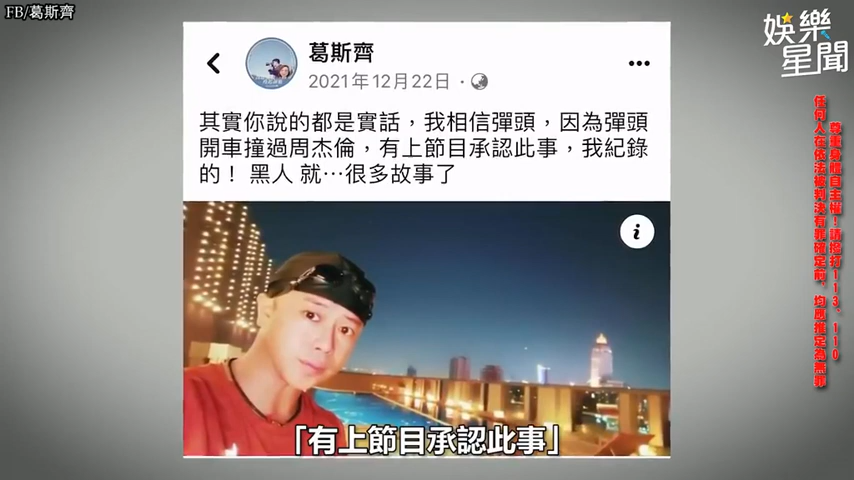 FB/葛斯齊
娛樂
星聞
葛斯齊
2021年12月22日
其實你說的都是實話，我相信彈頭，因為彈頭
開車撞過周杰倫，有上節目承認此事，我紀錄
的！ 黑人 就⋯很多故事了
尊重身體自主權！請撥打113、110
任何人在依法被判決有罪確定前，均應推定為無罪
「有上節目承認此事」